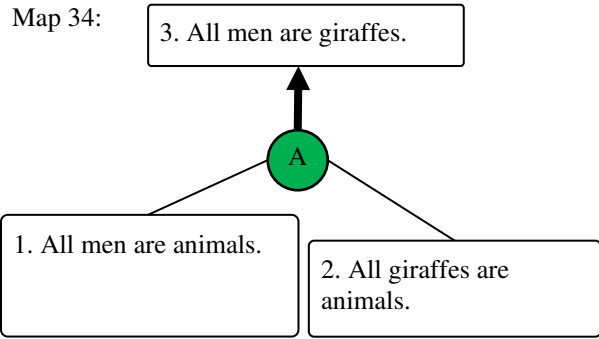 Map 34:
3. All men are giraffes.
A
1. All men are animals.
2. All giraffes are
animals.